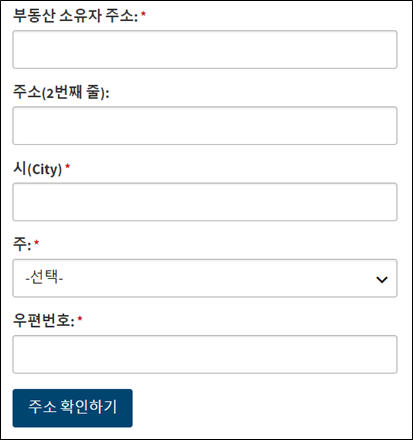 부동산 소유자 주소: *
주소(2번째 줄):
시(City) *
주: *
-선택-
우편번호: *
주소 확인하기